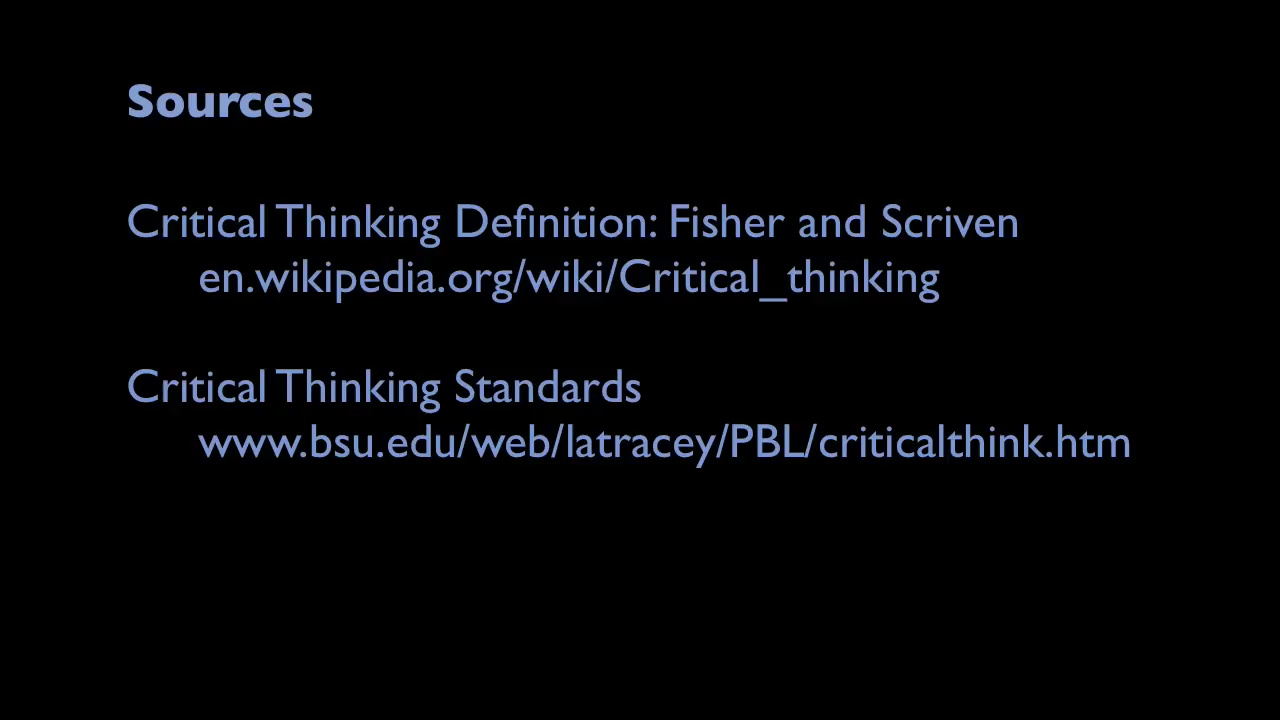 Sources
Critical Thinking Definition: Fisher and Scriven
en.wikipedia.org/wiki/Critical_thinking
Critical Thinking Standards
www.bsu.edu/web/latracey/PBL/criticalthink.htm